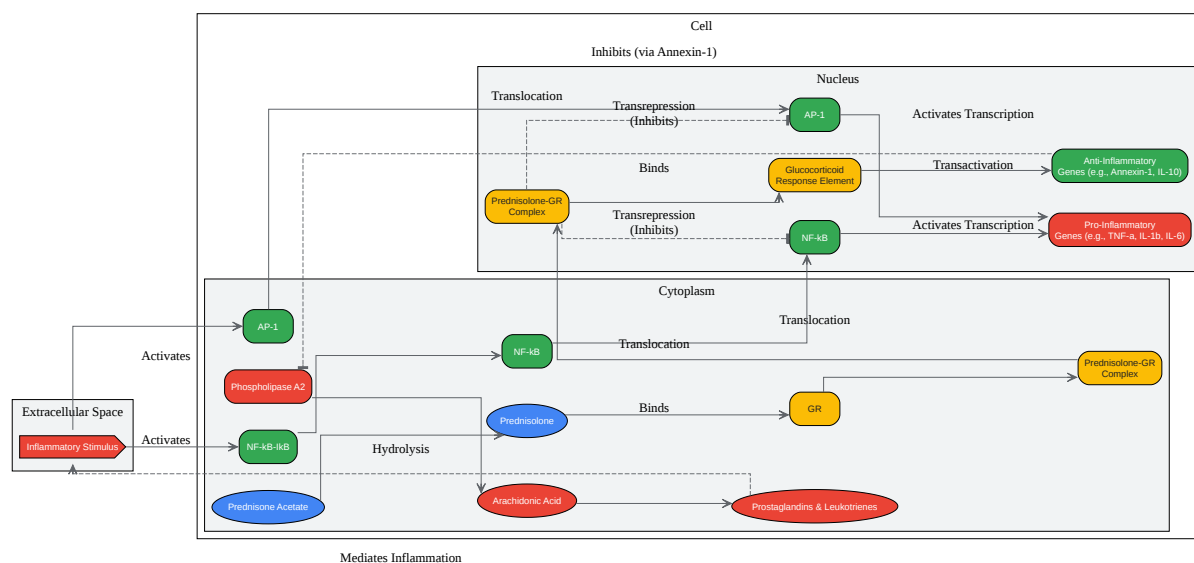 Cell
Inhibits (via Annexin-1)
Nucleus
Translocation
Transrepression
(Inhibits)
AP-1
Activates Transcription
Binds
Glucocorticoid
Response Element
Transactivation
Anti-Inflammatory
Genes (e.g., Annexin-1, IL-10)
Prednisolone-GR
Complex
Transrepression
(Inhibits)
NF-kB
Activates Transcription
Pro-Inflammatory
Genes (e.g., TNF-a, IL-1b, IL-6)
Cytoplasm
AP-1
Translocation
Activates
NF-kB
Translocation
Prednisolone-GR
Complex
Phospholipase A2
Extracellular Space
Prednisolone
Binds
GR
Inflammatory Stimulus
Activates
NF-kB-IkB
Hydrolysis
Prednisone Acetate
Arachidonic Acid
Prostaglandins & Leukotrienes
Mediates Inflammation